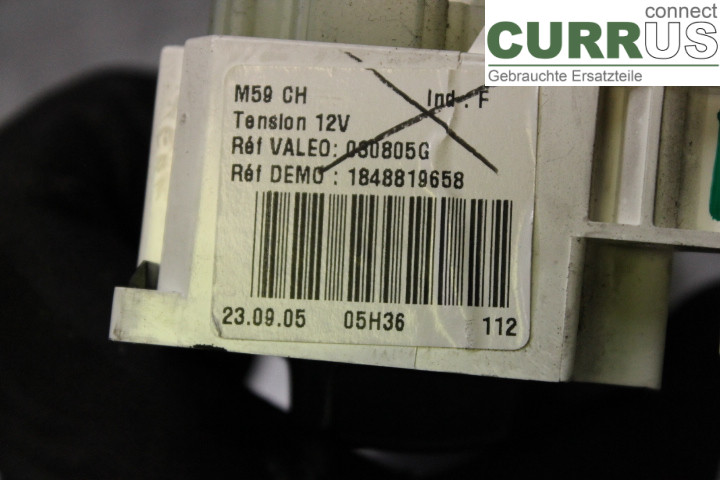 connect
CURRUS
Gebrauchte Ersatzteile
M59 CH Ind. F
Tension 12V
Réf VALEO: 080805G
Réf DEMO : 1848819658
23.09.05 05H36 112